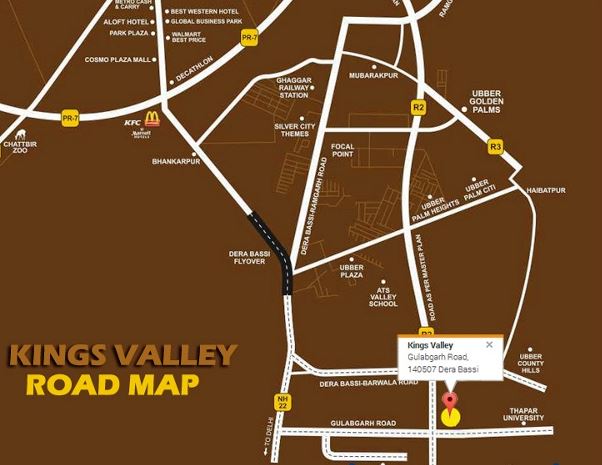 METRO CASH
& CARRY
BEST WESTERN HOTEL
ALOFT HOTEL
GLOBAL BUSINESS PARK
PARK PLAZA
WALMART
BEST PRICE
PR-7
COSMO PLAZA MALL
DECATHLON
MUBARAKPUR
GHAGGAR
RAILWAY
STATION
R2
UBBER
GOLDEN
PALMS
PR-7
KFC
Marriott
HOTELS
SILVER CITY
THEMES
CHATTBIR
ZOO
FOCAL
POINT
R3
BHANKARPUR
DERA BASSI-RAMGARH ROAD
UBBER
PALM HEIGHTS
UBBER
PALM CITI
HAIBATPUR
DERA BASSI
FLYOVER
UBBER
PLAZA
ROAD AS PER MASTER PLAN
ATS
VALLEY
SCHOOL
KINGS VALLEY
ROAD MAP
Kings Valley
Gulabgarh Road,
140507 Dera Bassi
UBBER
COUNTY
HILLS
DERA BASSI-BARWALA ROAD
NH
22
THAPAR
UNIVERSITY
GULABGARH ROAD
TO DELHI